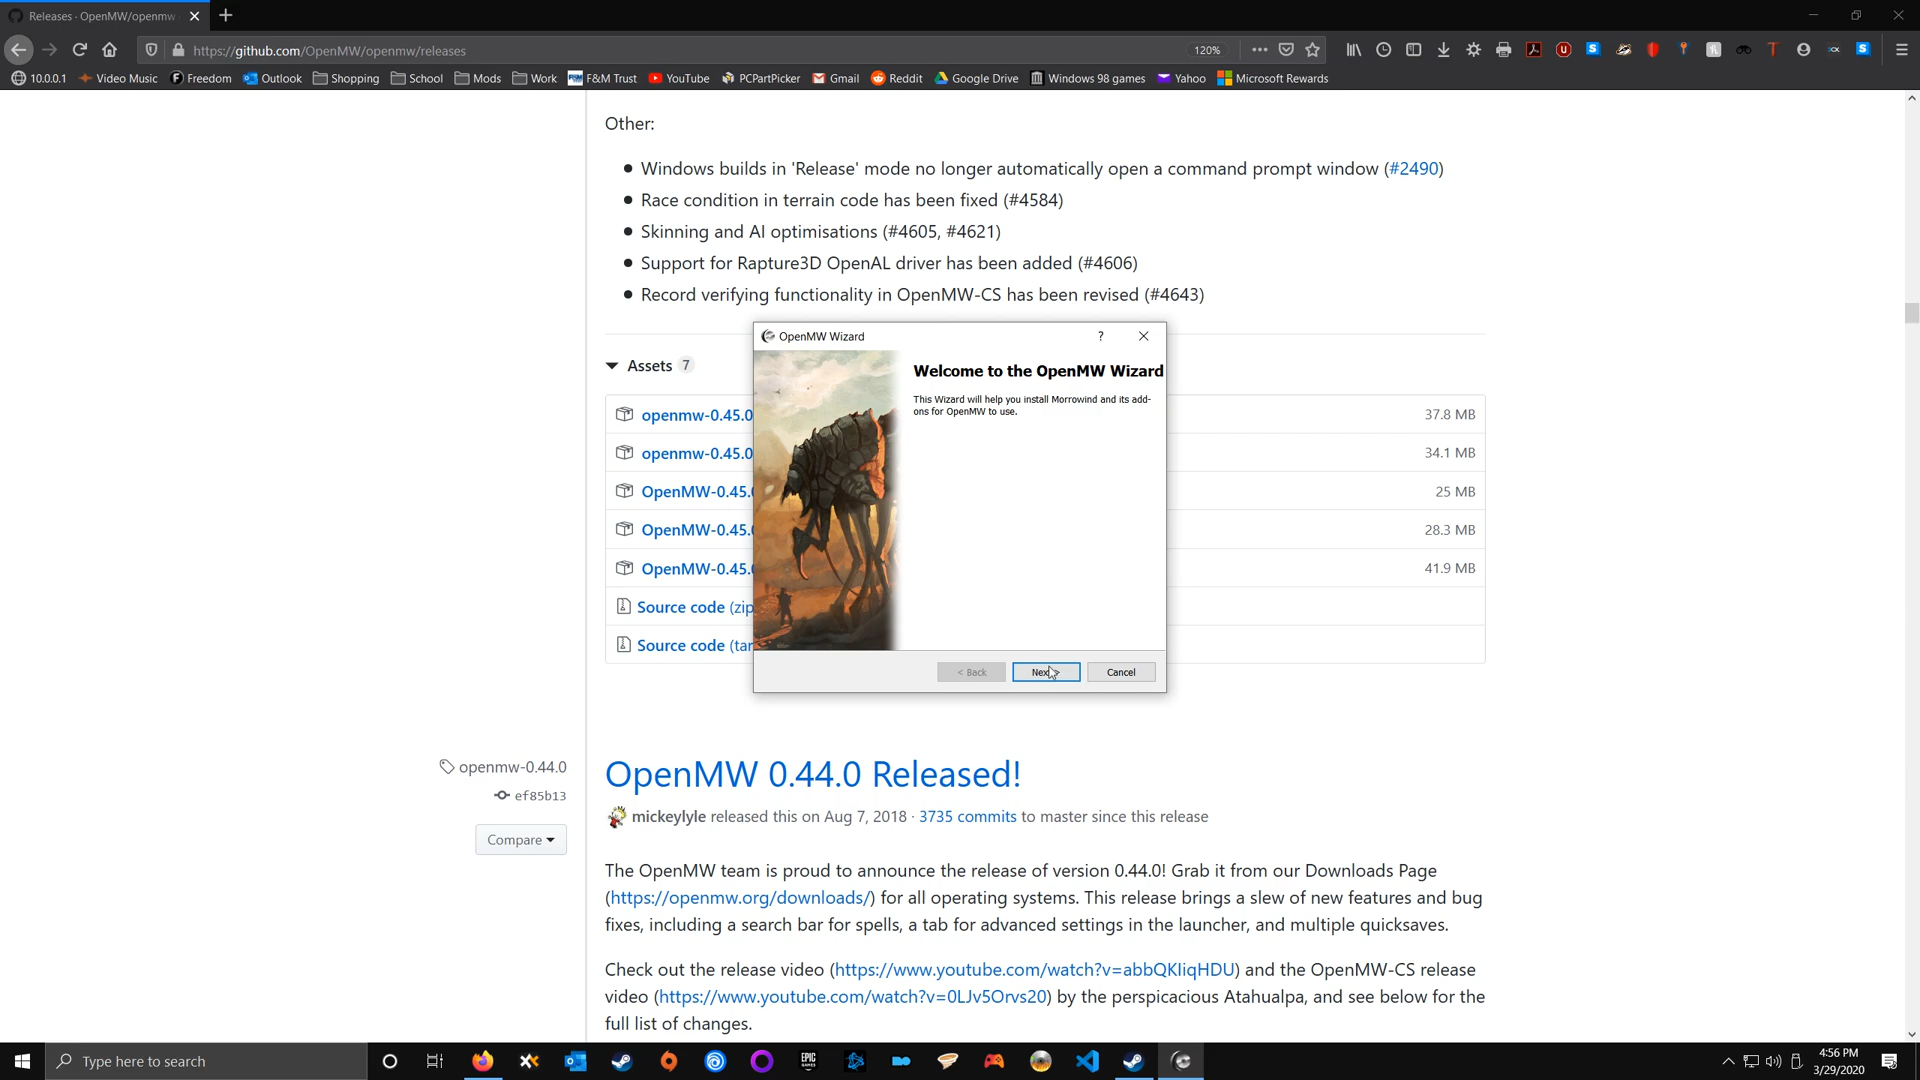 Releases · OpenMW/openmw
https://github.com/OpenMW/openmw/releases
120%
10.0.0.1
Video Music
Freedom
Outlook
Shopping
School
Mods
Work
F&M Trust
YouTube
PCPartPicker
Gmail
Reddit
Google Drive
Windows 98 games
Yahoo
Microsoft Rewards
Other:
Windows builds in 'Release' mode no longer automatically open a command prompt window (#2490)
Race condition in terrain code has been fixed (#4584)
Skinning and AI optimisations (#4605, #4621)
Support for Rapture3D OpenAL driver has been added (#4606)
Record verifying functionality in OpenMW-CS has been revised (#4643)
OpenMW Wizard
?
Welcome to the OpenMW Wizard
This Wizard will help you install Morrowind and its add-
ons for OpenMW to use.
< Back
Cancel
Assets 7
openmw-0.45.0
37.8 MB
openmw-0.45.0
34.1 MB
OpenMW-0.45.
25 MB
OpenMW-0.45.
28.3 MB
OpenMW-0.45.
41.9 MB
Source code (zip
Source code (tar
openmw-0.44.0
ef85b13
Compare
OpenMW 0.44.0 Released!
mickeylyle released this on Aug 7, 2018 · 3735 commits to master since this release
The OpenMW team is proud to announce the release of version 0.44.0! Grab it from our Downloads Page
(https://openmw.org/downloads/) for all operating systems. This release brings a slew of new features and bug
fixes, including a search bar for spells, a tab for advanced settings in the launcher, and multiple quicksaves.
Check out the release video (https://www.youtube.com/watch?v=abbQKIiqHDU) and the OpenMW-CS release
video (https://www.youtube.com/watch?v=0LJv5Orvs20) by the perspicacious Atahualpa, and see below for the
full list of changes.
Type here to search
EPIC
GAMES
4:56 PM
3/29/2020